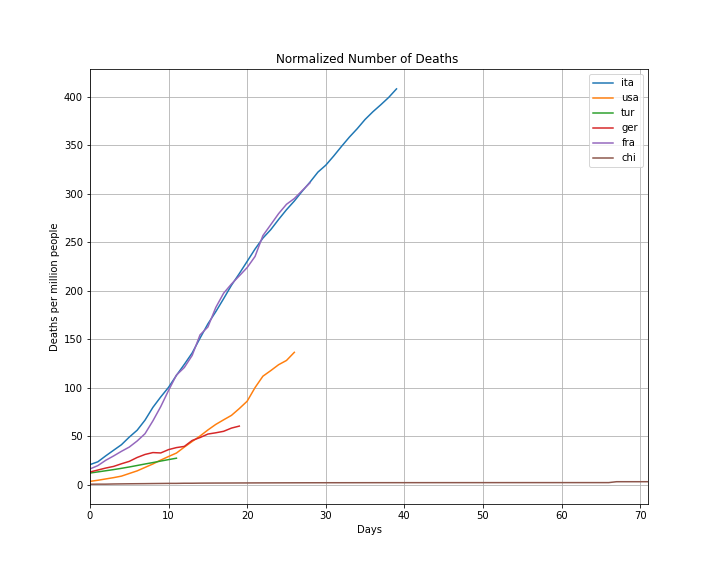 Normalized Number of Deaths
ita
usa
tur
ger
fra
chi
Deaths per million people
400
350
300
250
200
150
100
50
0
0 10 20 30 40 50 60 70
Days